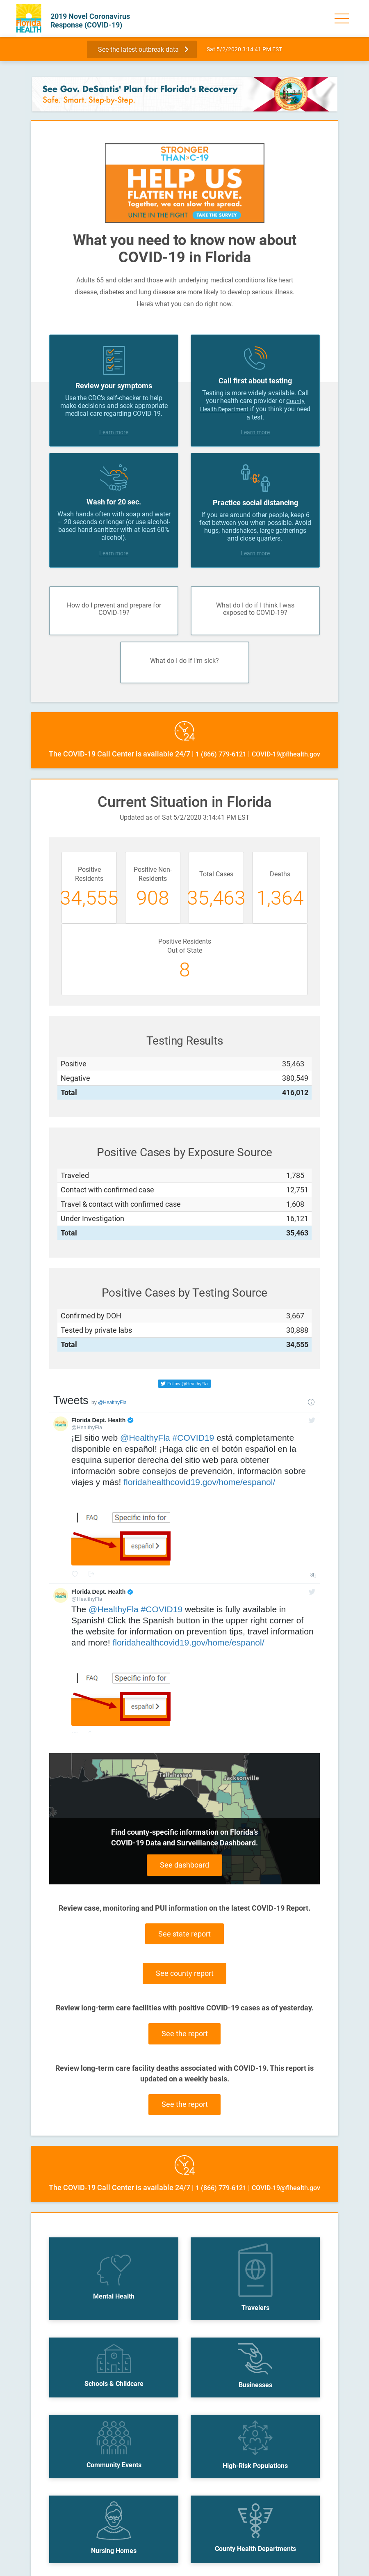 Florida
HEALTH
2019 Novel Coronavirus
Response (COVID-19)
See the latest outbreak data
Sat 5/2/2020 3:14:41 PM EST
See Gov. DeSantis' Plan for Florida's Recovery
Safe. Smart. Step-by-Step.
STRONGER
THAN C-19
HELP US
FLATTEN THE CURVE.
Together, we can slow the spread.
UNITE IN THE FIGHT
TAKE THE SURVEY
What you need to know now about
COVID-19 in Florida
Adults 65 and older and those with underlying medical conditions like heart
disease, diabetes and lung disease are more likely to develop serious illness.
Here's what you can do right now.
Review your symptoms
Use the CDC's self-checker to help
make decisions and seek appropriate
medical care regarding COVID-19.
Learn more
Call first about testing
Testing is more widely available. Call
your health care provider or County
Health Department if you think you need
a test.
Learn more
Wash for 20 sec.
Wash hands often with soap and water
– 20 seconds or longer (or use alcohol-
based hand sanitizer with at least 60%
alcohol).
Learn more
6'
Practice social distancing
If you are around other people, keep 6
feet between you when possible. Avoid
hugs, handshakes, large gatherings
and close quarters.
Learn more
How do I prevent and prepare for
COVID-19?
What do I do if I think I was
exposed to COVID-19?
What do I do if I'm sick?
24
The COVID-19 Call Center is available 24/7 | 1 (866) 779-6121 | COVID-19@flhealth.gov
Current Situation in Florida
Updated as of Sat 5/2/2020 3:14:41 PM EST
Positive
Residents
34,555
Positive Non-
Residents
908
Total Cases
35,463
Deaths
1,364
Positive Residents
Out of State
8
Testing Results
Positive 35,463
Negative 380,549
Total 416,012
Positive Cases by Exposure Source
Traveled 1,785
Contact with confirmed case 12,751
Travel & contact with confirmed case 1,608
Under Investigation 16,121
Total 35,463
Positive Cases by Testing Source
Confirmed by DOH 3,667
Tested by private labs 30,888
Total 34,555
Follow @HealthyFla
Tweets by @HealthyFla
Florida Dept. Health
@HealthyFla
¡El sitio web @HealthyFla #COVID19 está completamente
disponible en español! ¡Haga clic en el botón español en la
esquina superior derecha del sitio web para obtener
información sobre consejos de prevención, información sobre
viajes y más! floridahealthcovid19.gov/home/espanol/
FAQ Specific info for
español
Florida Dept. Health
@HealthyFla
The @HealthyFla #COVID19 website is fully available in
Spanish! Click the Spanish button in the upper right corner of
the website for information on prevention tips, travel information
and more! floridahealthcovid19.gov/home/espanol/
FAQ Specific info for
español
Tallahassee
Jacksonville
Find county-specific information on Florida's
COVID-19 Data and Surveillance Dashboard.
See dashboard
Review case, monitoring and PUI information on the latest COVID-19 Report.
See state report
See county report
Review long-term care facilities with positive COVID-19 cases as of yesterday.
See the report
Review long-term care facility deaths associated with COVID-19. This report is
updated on a weekly basis.
See the report
24
The COVID-19 Call Center is available 24/7 | 1 (866) 779-6121 | COVID-19@flhealth.gov
Mental Health
Travelers
Schools & Childcare
Businesses
Community Events
High-Risk Populations
Nursing Homes
County Health Departments